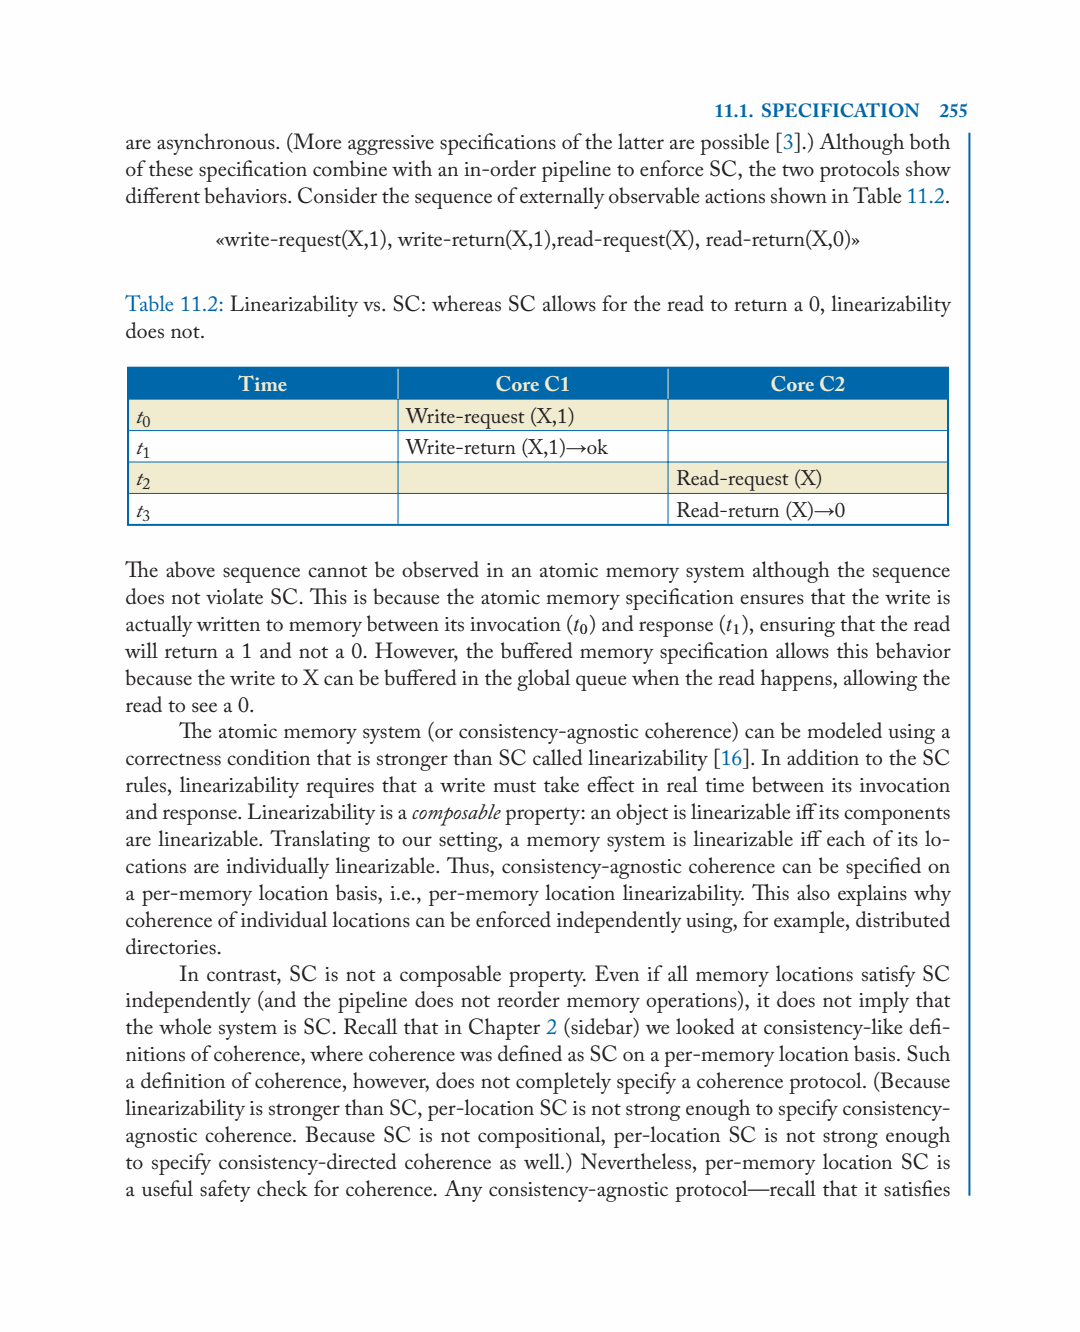 11.1. SPECIFICATION 255
are asynchronous. (More aggressive specifications of the latter are possible [3].) Although both
of these specification combine with an in-order pipeline to enforce SC, the two protocols show
different behaviors. Consider the sequence of externally observable actions shown in Table 11.2.
«write-request(X,1), write-return(X,1),read-request(X), read-return(X,0)»
Table 11.2: Linearizability vs. SC: whereas SC allows for the read to return a 0, linearizability
does not.
Time Core C1 Core C2
t0 Write-request (X,1)
t1 Write-return (X,1)→ok
t2 Read-request (X)
t3 Read-return (X)→0
The above sequence cannot be observed in an atomic memory system although the sequence
does not violate SC. This is because the atomic memory specification ensures that the write is
actually written to memory between its invocation (t0) and response (t1), ensuring that the read
will return a 1 and not a 0. However, the buffered memory specification allows this behavior
because the write to X can be buffered in the global queue when the read happens, allowing the
read to see a 0.
The atomic memory system (or consistency-agnostic coherence) can be modeled using a
correctness condition that is stronger than SC called linearizability [16]. In addition to the SC
rules, linearizability requires that a write must take effect in real time between its invocation
and response. Linearizability is a composable property: an object is linearizable iff its components
are linearizable. Translating to our setting, a memory system is linearizable iff each of its lo-
cations are individually linearizable. Thus, consistency-agnostic coherence can be specified on
a per-memory location basis, i.e., per-memory location linearizability. This also explains why
coherence of individual locations can be enforced independently using, for example, distributed
directories.
In contrast, SC is not a composable property. Even if all memory locations satisfy SC
independently (and the pipeline does not reorder memory operations), it does not imply that
the whole system is SC. Recall that in Chapter 2 (sidebar) we looked at consistency-like defi-
nitions of coherence, where coherence was defined as SC on a per-memory location basis. Such
a definition of coherence, however, does not completely specify a coherence protocol. (Because
linearizability is stronger than SC, per-location SC is not strong enough to specify consistency-
agnostic coherence. Because SC is not compositional, per-location SC is not strong enough
to specify consistency-directed coherence as well.) Nevertheless, per-memory location SC is
a useful safety check for coherence. Any consistency-agnostic protocol—recall that it satisfies